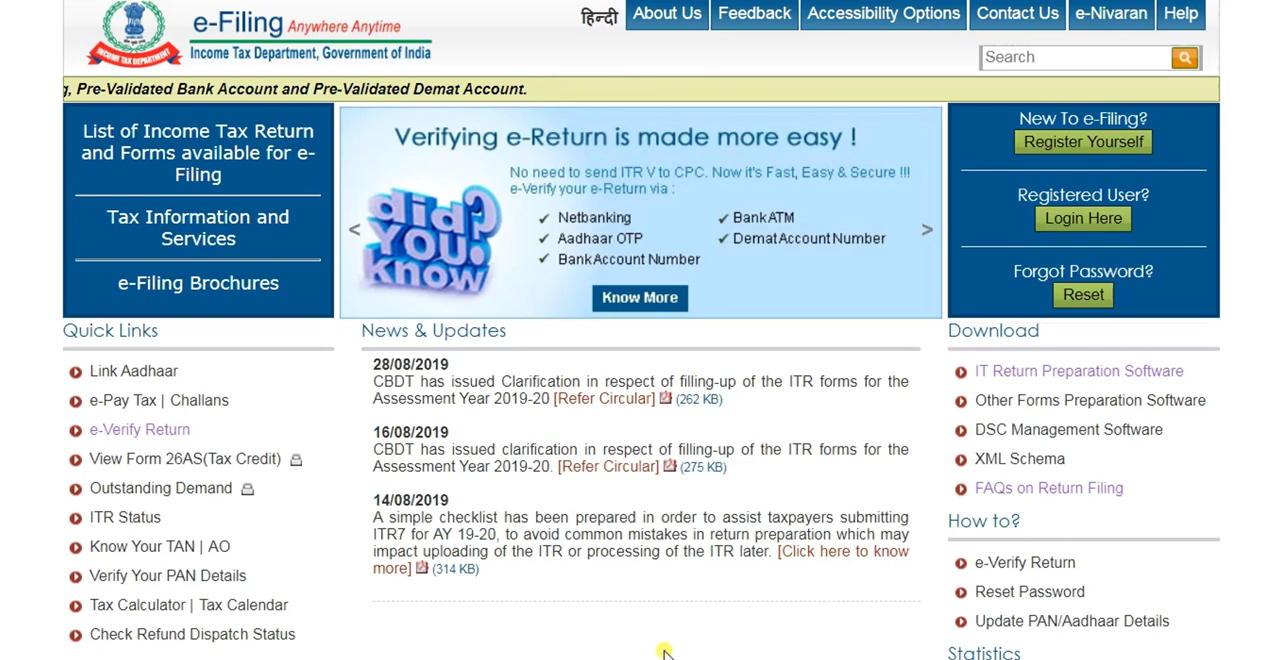 e-Filing Anywhere Anytime
Income Tax Department, Government of India
INCOME TAX DEPARTMENT
हिन्दी About Us Feedback Accessibility Options Contact Us e-Nivaran Help
Search
, Pre-Validated Bank Account and Pre-Validated Demat Account.
List of Income Tax Return
and Forms available for e-
Filing
Tax Information and
Services
e-Filing Brochures
Verifying e-Return is made more easy !
No need to send ITR V to CPC. Now it's Fast, Easy & Secure !!!
e-Verify your e-Return via :
did
you
know
?
✓ Netbanking ✓ Bank ATM
✓ Aadhaar OTP ✓ Demat Account Number
✓ Bank Account Number
< >
Know More
New To e-Filing?
Register Yourself
Registered User?
Login Here
Forgot Password?
Reset
Quick Links
Link Aadhaar
e-Pay Tax | Challans
e-Verify Return
View Form 26AS(Tax Credit)
Outstanding Demand
ITR Status
Know Your TAN | AO
Verify Your PAN Details
Tax Calculator | Tax Calendar
Check Refund Dispatch Status
News & Updates
28/08/2019
CBDT has issued Clarification in respect of filling-up of the ITR forms for the
Assessment Year 2019-20 [Refer Circular] (262 KB)
16/08/2019
CBDT has issued clarification in respect of filling-up of the ITR forms for the
Assessment Year 2019-20. [Refer Circular] (275 KB)
14/08/2019
A simple checklist has been prepared in order to assist taxpayers submitting
ITR7 for AY 19-20, to avoid common mistakes in return preparation which may
impact uploading of the ITR or processing of the ITR later. [Click here to know
more] (314 KB)
Download
IT Return Preparation Software
Other Forms Preparation Software
DSC Management Software
XML Schema
FAQs on Return Filing
How to?
e-Verify Return
Reset Password
Update PAN/Aadhaar Details
Statistics